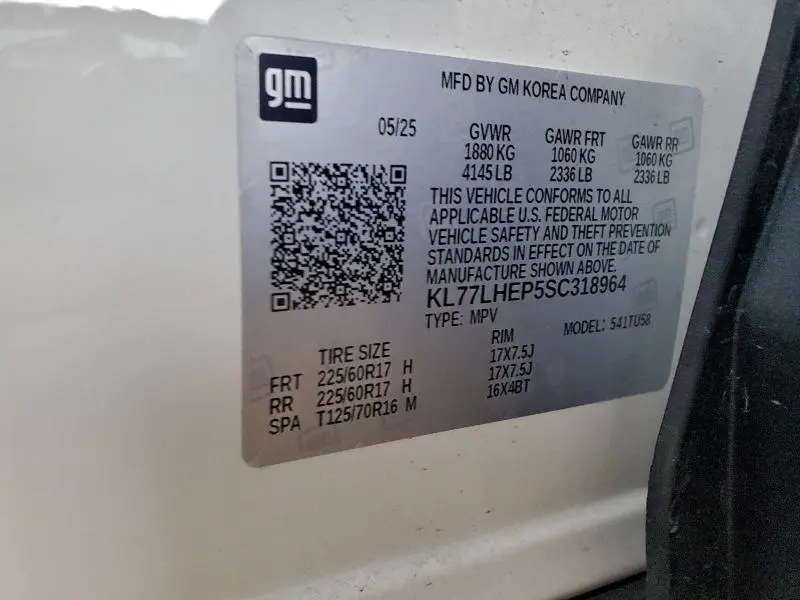 gm
MFD BY GM KOREA COMPANY
05/25 GVWR GAWR FRT GAWR RR
1880 KG 1060 KG 1060 KG
4145 LB 2336 LB 2336 LB
THIS VEHICLE CONFORMS TO ALL
APPLICABLE U.S. FEDERAL MOTOR
VEHICLE SAFETY AND THEFT PREVENTION
STANDARDS IN EFFECT ON THE DATE OF
MANUFACTURE SHOWN ABOVE.
KL77LHEP5SC318964
TYPE: MPV MODEL: 541TU58
TIRE SIZE RIM
FRT 225/60R17 H 17X7.5J
RR 225/60R17 H 17X7.5J
SPA T125/70R16 M 16X4BT